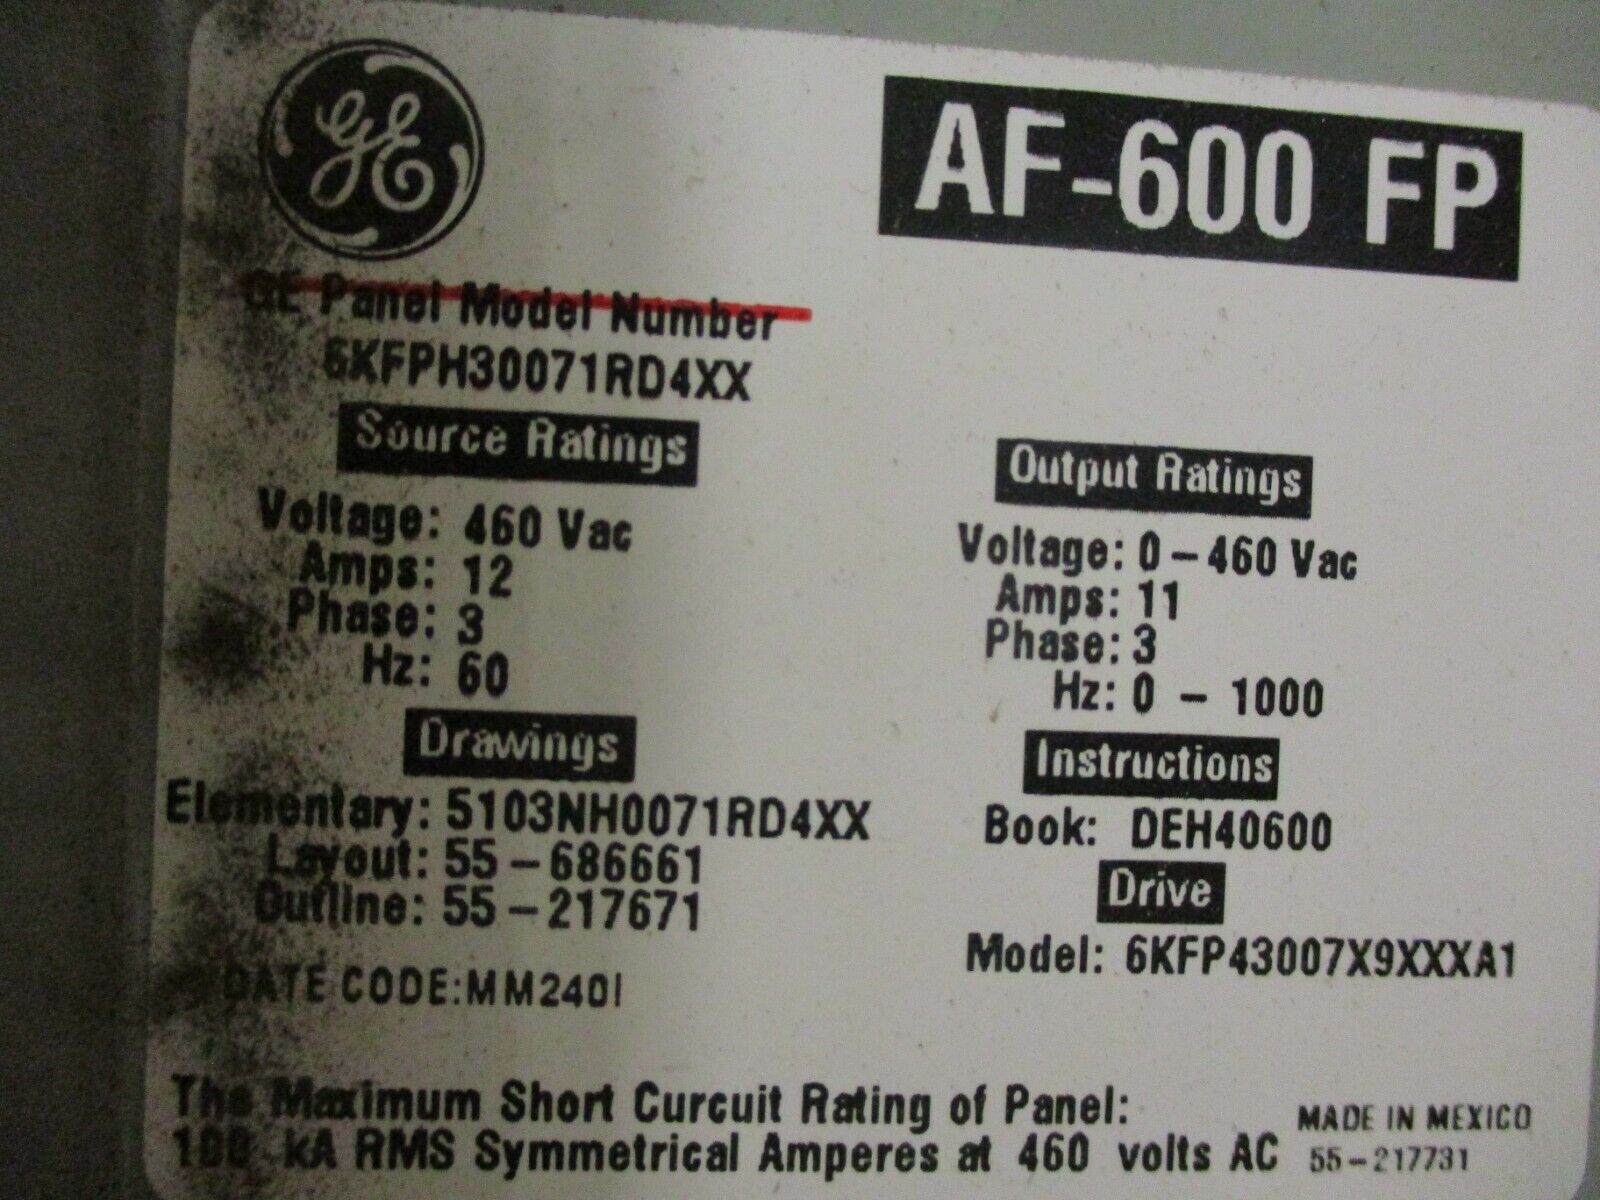 GE
AF-600 FP
GE Panel Model Number
6KFPH30071RD4XX
Source Ratings
Voltage: 460 Vac
Amps: 12
Phase: 3
Hz: 60
Output Ratings
Voltage: 0-460 Vac
Amps: 11
Phase: 3
Hz: 0 - 1000
Drawings
Elementary: 5103NH0071RD4XX
Layout: 55-686661
Outline: 55-217671
Instructions
Book: DEH40600
Drive
Model: 6KFP43007X9XXXA1
DATE CODE:MM240I
The Maximum Short Curcuit Rating of Panel:
100 kA RMS Symmetrical Amperes at 460 volts AC
MADE IN MEXICO
55-217731